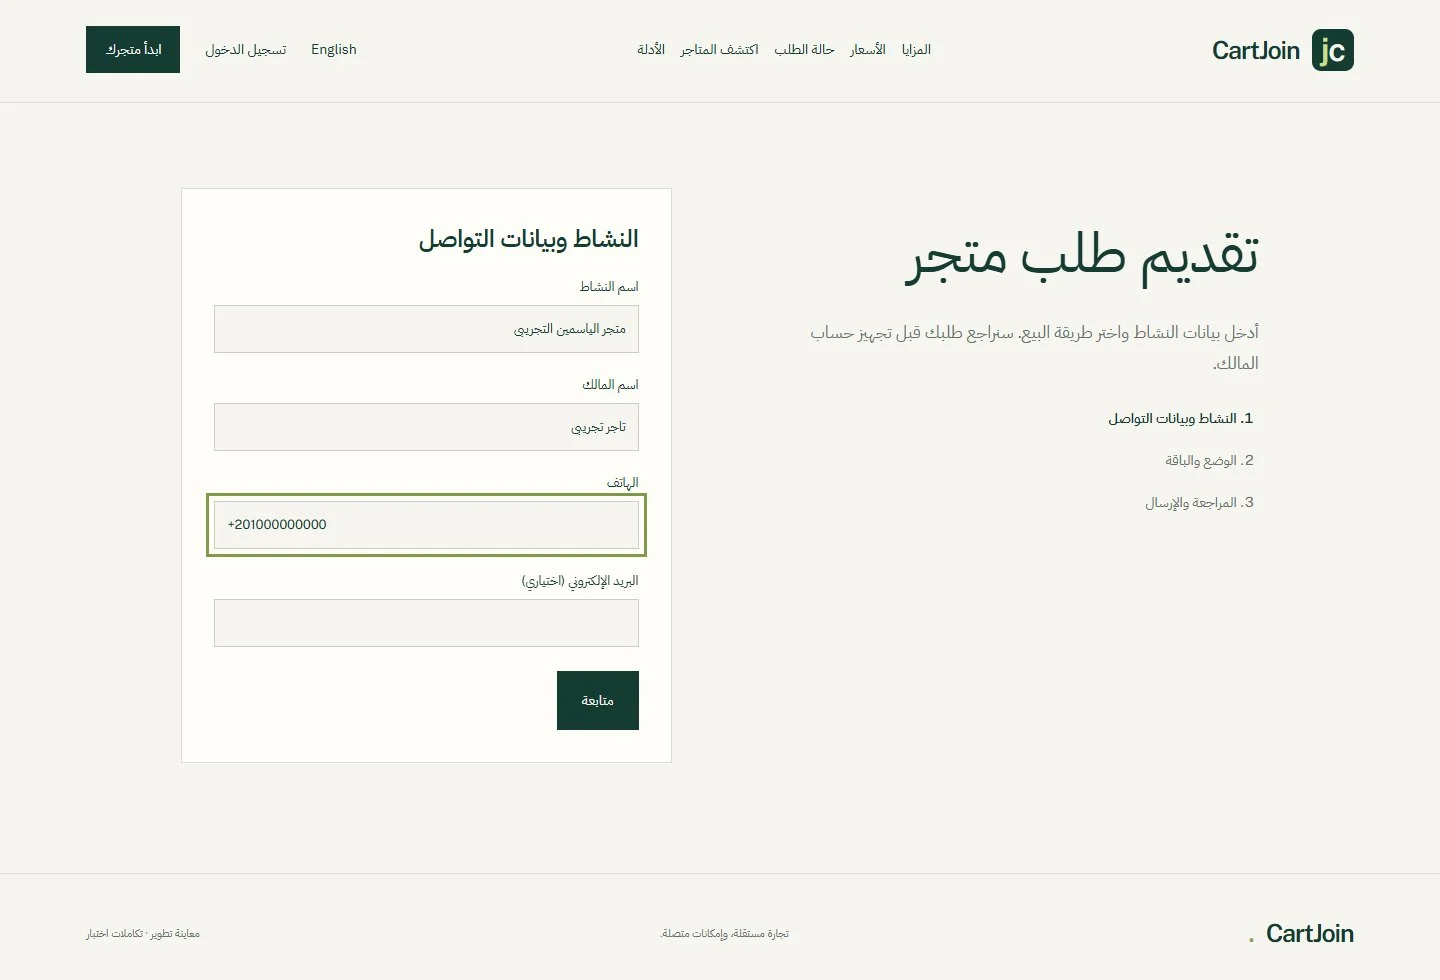 jc CartJoin
المزايا الأسعار حالة الطلب اكتشف المتاجر الأدلة
English تسجيل الدخول ابدأ متجرك
تقديم طلب متجر
أدخل بيانات النشاط واختر طريقة البيع. سنراجع طلبك قبل تجهيز حساب
المالك.
1. النشاط وبيانات التواصل
2. الوضع والباقة
3. المراجعة والإرسال
النشاط وبيانات التواصل
اسم النشاط
متجر الياسمين التجريبي
اسم المالك
تاجر تجريبي
الهاتف
+201000000000
البريد الإلكتروني (اختياري)
متابعة
CartJoin.
تجارة مستقلة، وإمكانات متصلة.
معاينة تطوير · تكاملات اختبار